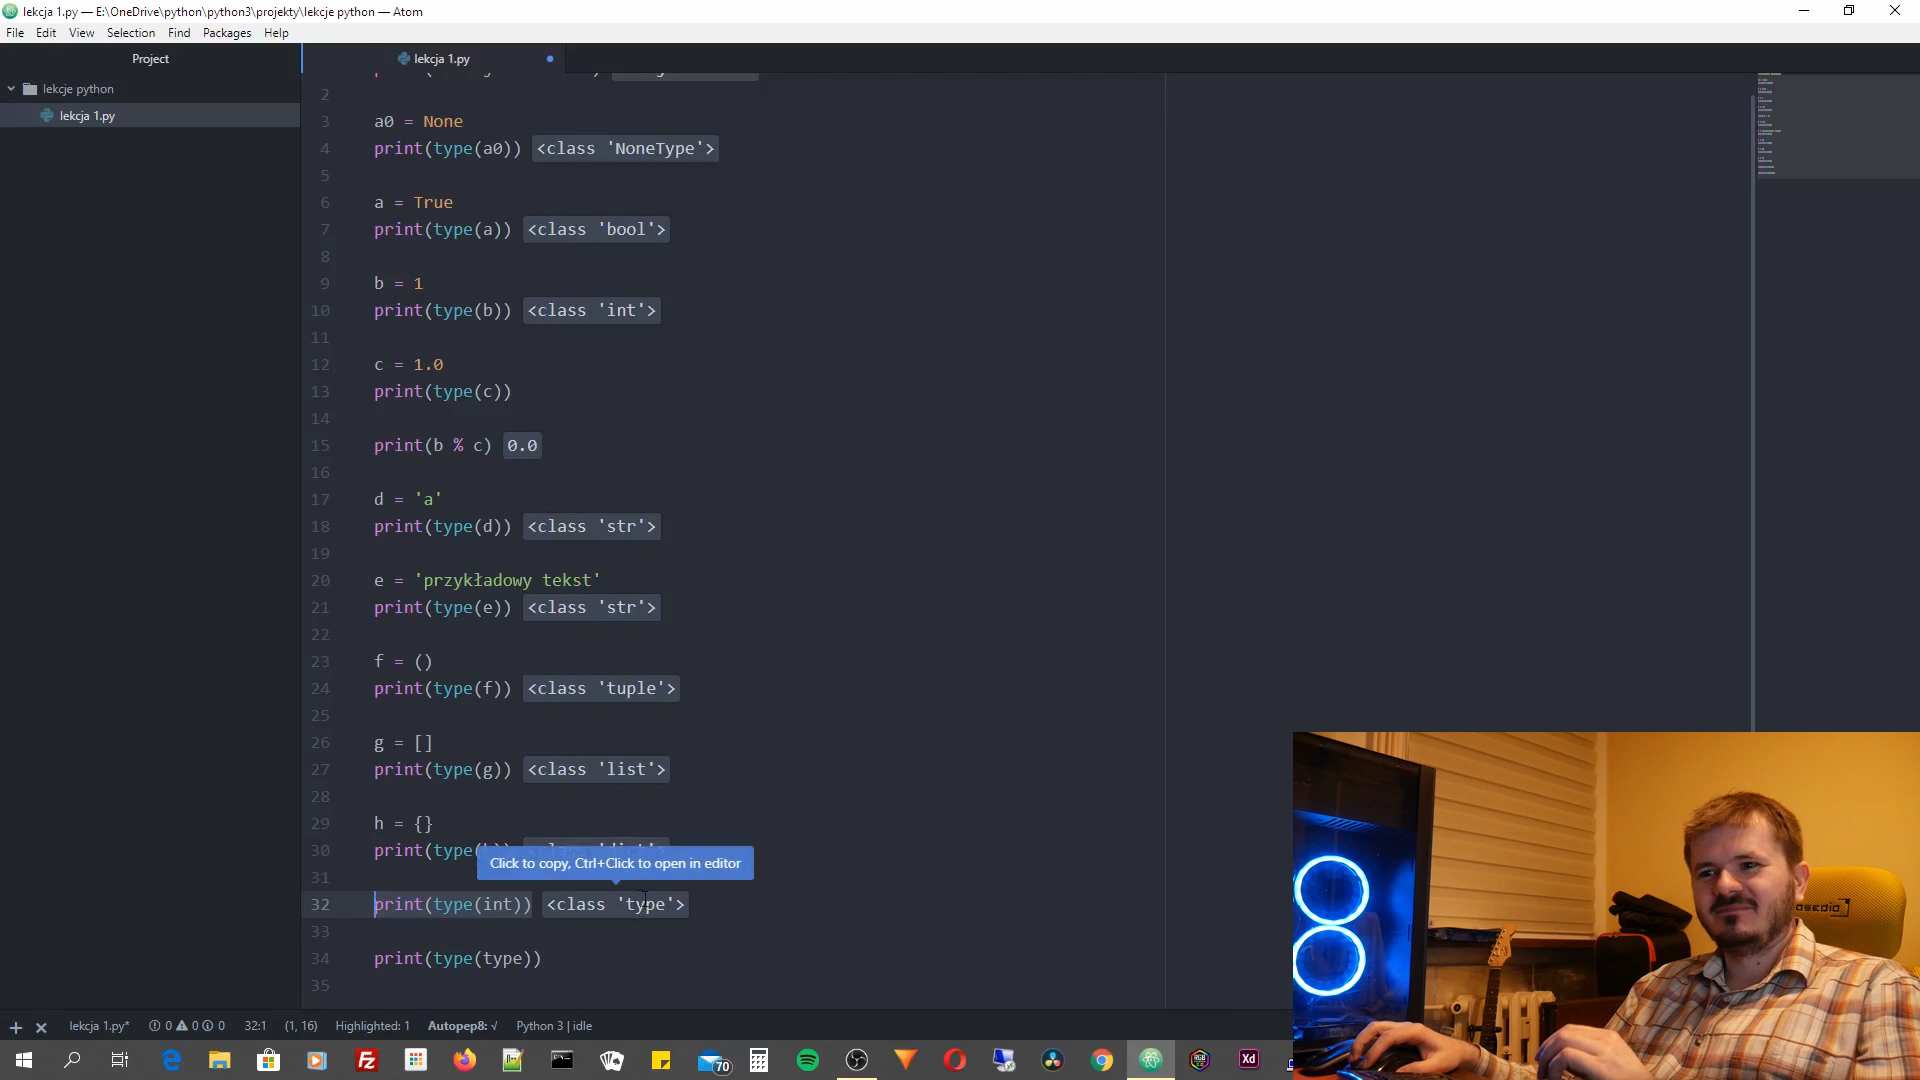 lekcja 1.py — E:\OneDrive\python\python3\projekty\lekcje python — Atom
File Edit View Selection Find Packages Help
Project
lekcja 1.py
lekcje python
lekcja 1.py
2
3 a0 = None
4 print(type(a0)) <class 'NoneType'>
5
6 a = True
7 print(type(a)) <class 'bool'>
8
9 b = 1
10 print(type(b)) <class 'int'>
11
12 c = 1.0
13 print(type(c))
14
15 print(b % c) 0.0
16
17 d = 'a'
18 print(type(d)) <class 'str'>
19
20 e = 'przykładowy tekst'
21 print(type(e)) <class 'str'>
22
23 f = ()
24 print(type(f)) <class 'tuple'>
25
26 g = []
27 print(type(g)) <class 'list'>
28
29 h = {}
30 print(type(
Click to copy, Ctrl+Click to open in editor
31
32 print(type(int)) <class 'type'>
33
34 print(type(type))
35
lekcja 1.py* 0 0 0 32:1 (1, 16) Highlighted: 1 Autopep8: √ Python 3 | idle
Fz 70 Xd